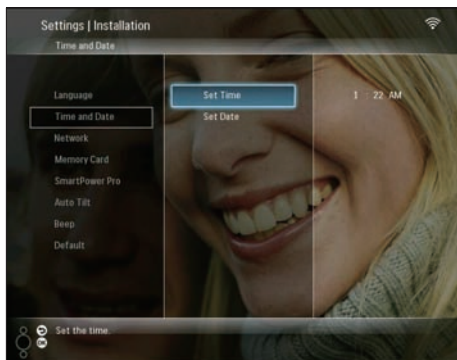 Settings | Installation
Time and Date
Language
Time and Date
Network
Memory Card
SmartPower Pro
Auto Tilt
Beep
Default
Set Time
Set Date
1 : 22 AM
Set the time.
OK